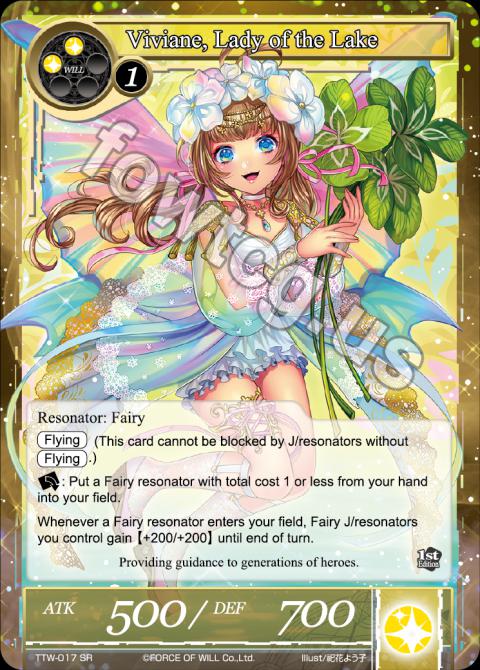 Viviane, Lady of the Lake
WILL
1
fowtcg.us
Resonator: Fairy
Flying (This card cannot be blocked by J/resonators without
Flying.)
: Put a Fairy resonator with total cost 1 or less from your hand
into your field.
Whenever a Fairy resonator enters your field, Fairy J/resonators
you control gain 【+200/+200】 until end of turn.
1st
Edition
Providing guidance to generations of heroes.
ATK 500/ DEF 700
TTW-017 SR ©FORCE OF WILL Co.,Ltd. Illust/祀花よう子